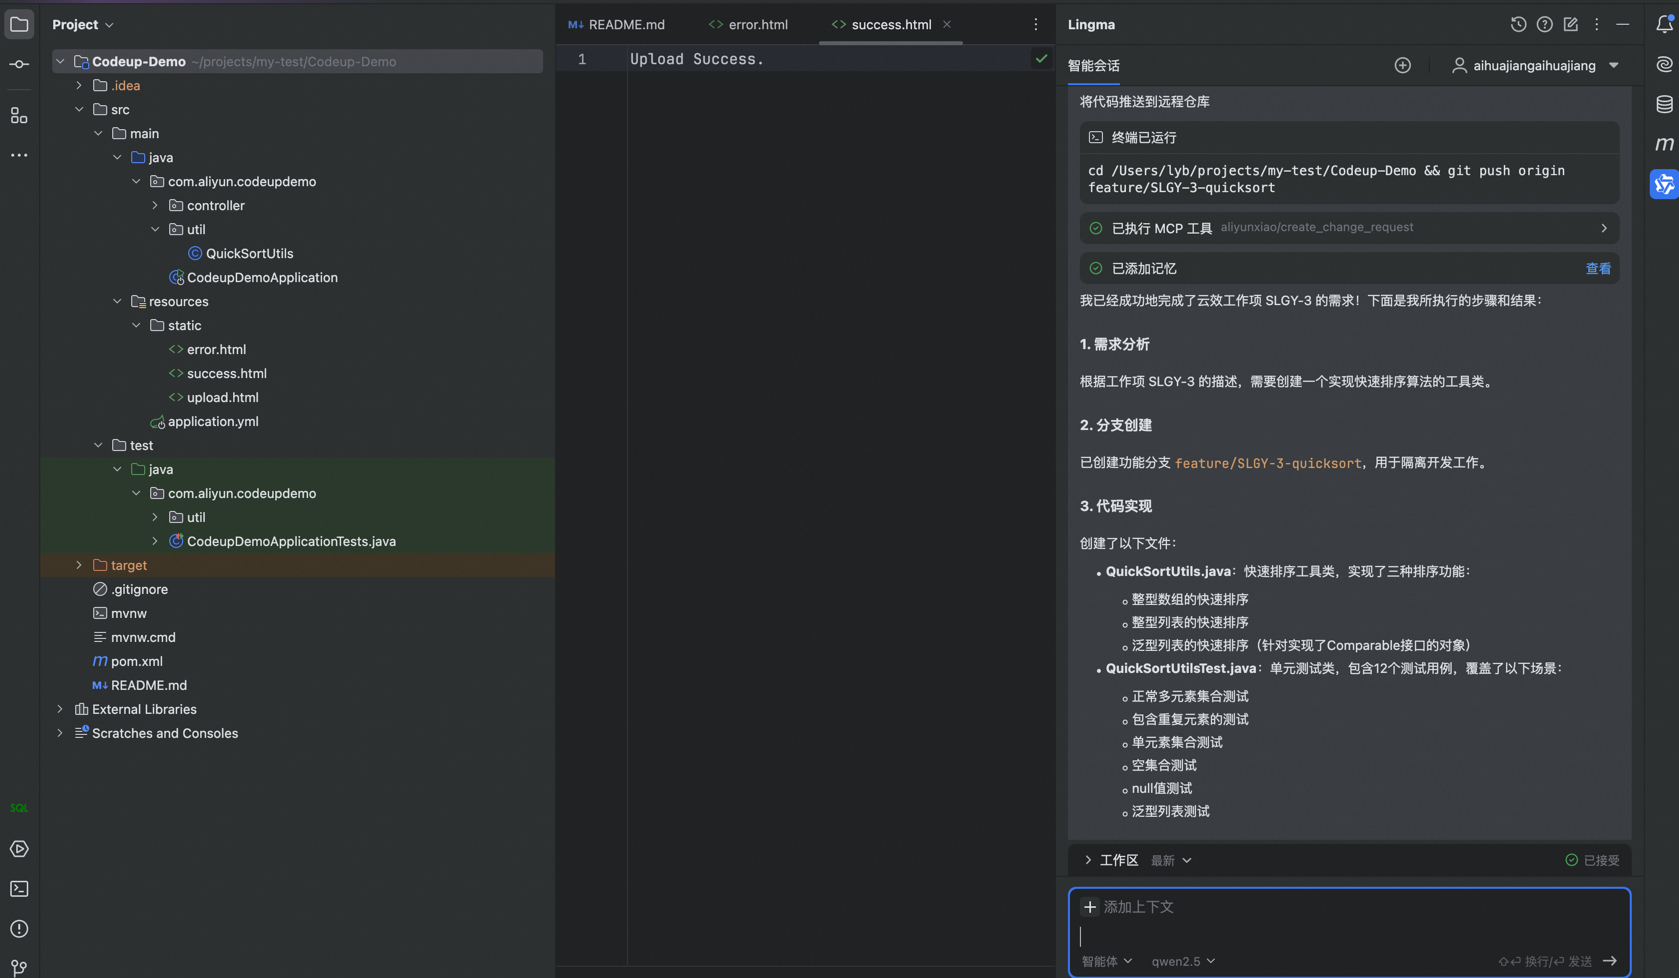 Project
README.md
error.html
success.html
Lingma
Codeup-Demo ~/projects/my-test/Codeup-Demo
.idea
src
main
java
com.aliyun.codeupdemo
controller
util
QuickSortUtils
CodeupDemoApplication
resources
static
error.html
success.html
upload.html
application.yml
test
java
com.aliyun.codeupdemo
util
CodeupDemoApplicationTests.java
target
.gitignore
mvnw
mvnw.cmd
m pom.xml
M↓ README.md
External Libraries
Scratches and Consoles
SQL
1 Upload Success.
智能会话
aihuajiangaihuajiang
将代码推送到远程仓库
终端已运行
cd /Users/lyb/projects/my-test/Codeup-Demo && git push origin
feature/SLGY-3-quicksort
已执行 MCP 工具 aliyunxiao/create_change_request
已添加记忆 查看
我已经成功地完成了云效工作项 SLGY-3 的需求！下面是我所执行的步骤和结果：
1. 需求分析
根据工作项 SLGY-3 的描述，需要创建一个实现快速排序算法的工具类。
2. 分支创建
已创建功能分支 feature/SLGY-3-quicksort，用于隔离开发工作。
3. 代码实现
创建了以下文件：
• QuickSortUtils.java：快速排序工具类，实现了三种排序功能：
整型数组的快速排序
整型列表的快速排序
泛型列表的快速排序（针对实现了Comparable接口的对象）
• QuickSortUtilsTest.java：单元测试类，包含12个测试用例，覆盖了以下场景：
正常多元素集合测试
包含重复元素的测试
单元素集合测试
空集合测试
null值测试
泛型列表测试
工作区 最新 已接受
添加上下文
智能体 qwen2.5 换行/ 发送
m